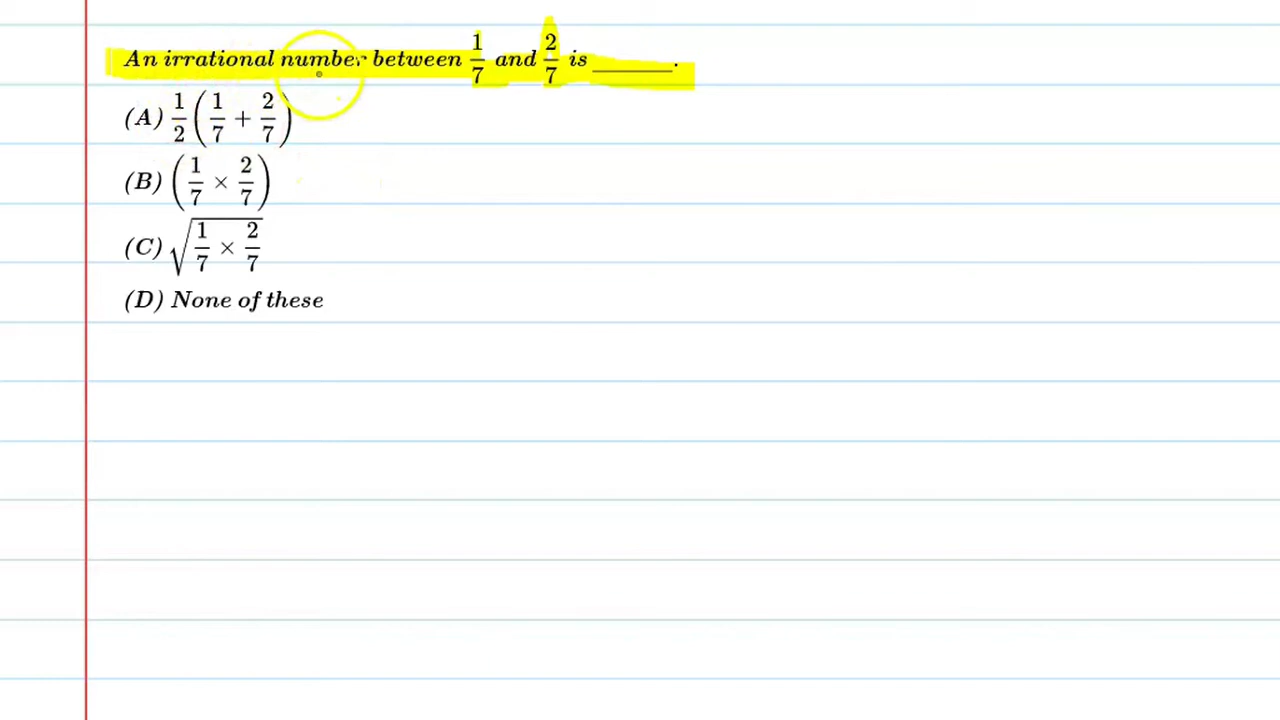 An irrational number between 1/7 and 2/7 is ______.
(A) 1/2 (1/7 + 2/7)
(B) (1/7 × 2/7)
(C) √(1/7 × 2/7)
(D) None of these